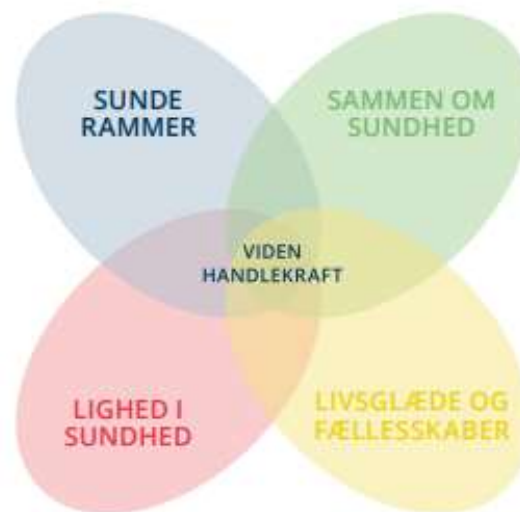 SUNDE
RAMMER
SAMMEN OM
SUNDHED
VIDEN
HANDLEKRAFT
LIGHED I
SUNDHED
LIVSGLÆDE OG
FÆLLESSKABER